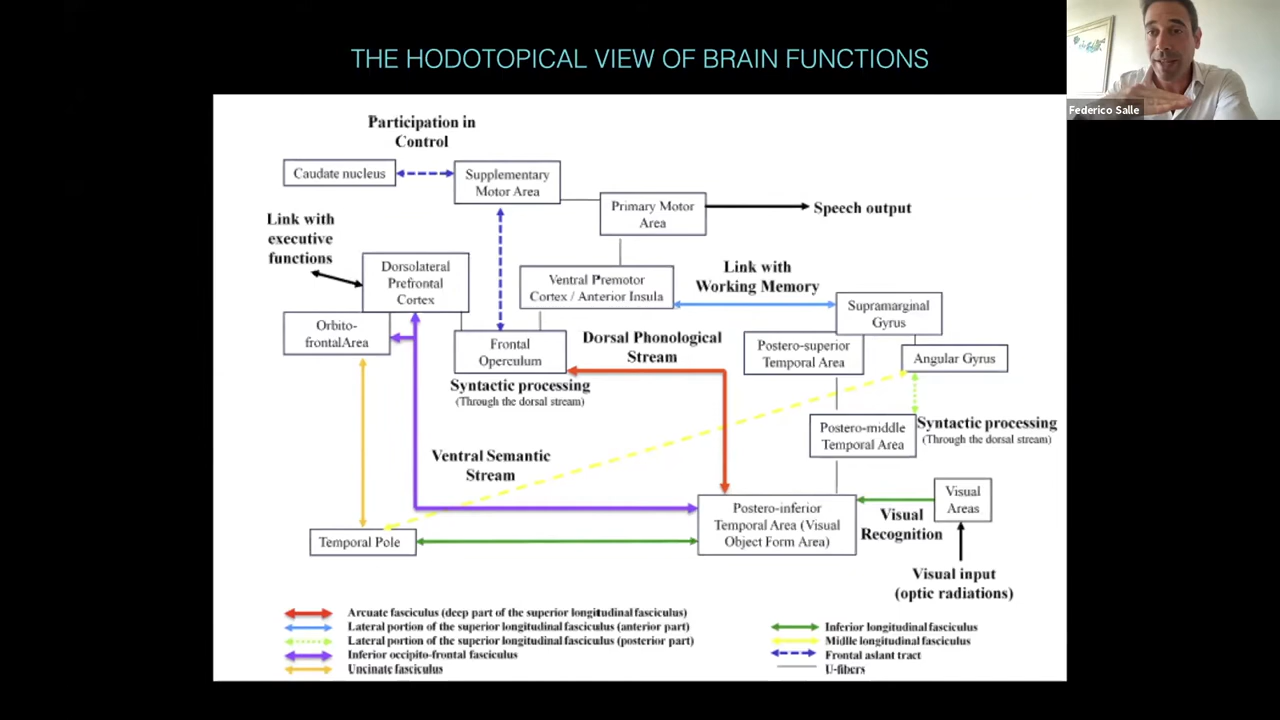 THE HODOTOPICAL VIEW OF BRAIN FUNCTIONS
Federico Salle
Participation in
Control
Caudate nucleus
Supplementary
Motor Area
Primary Motor
Area
Speech output
Link with
executive
functions
Dorsolateral
Prefrontal
Cortex
Ventral Premotor
Cortex / Anterior Insula
Link with
Working Memory
Supramarginal
Gyrus
Orbito-
frontalArea
Frontal
Operculum
Dorsal Phonological
Stream
Postero-superior
Temporal Area
Angular Gyrus
Syntactic processing
(Through the dorsal stream)
Postero-middle
Temporal Area
Syntactic processing
(Through the dorsal stream)
Ventral Semantic
Stream
Postero-inferior
Temporal Area (Visual
Object Form Area)
Visual
Areas
Visual
Recognition
Temporal Pole
Visual input
(optic radiations)
Arcuate fasciculus (deep part of the superior longitudinal fasciculus)
Lateral portion of the superior longitudinal fasciculus (anterior part)
Lateral portion of the superior longitudinal fasciculus (posterior part)
Inferior occipito-frontal fasciculus
Uncinate fasciculus
Inferior longitudinal fasciculus
Midlle longitudinal fasciculus
Frontal aslant tract
U-fibers